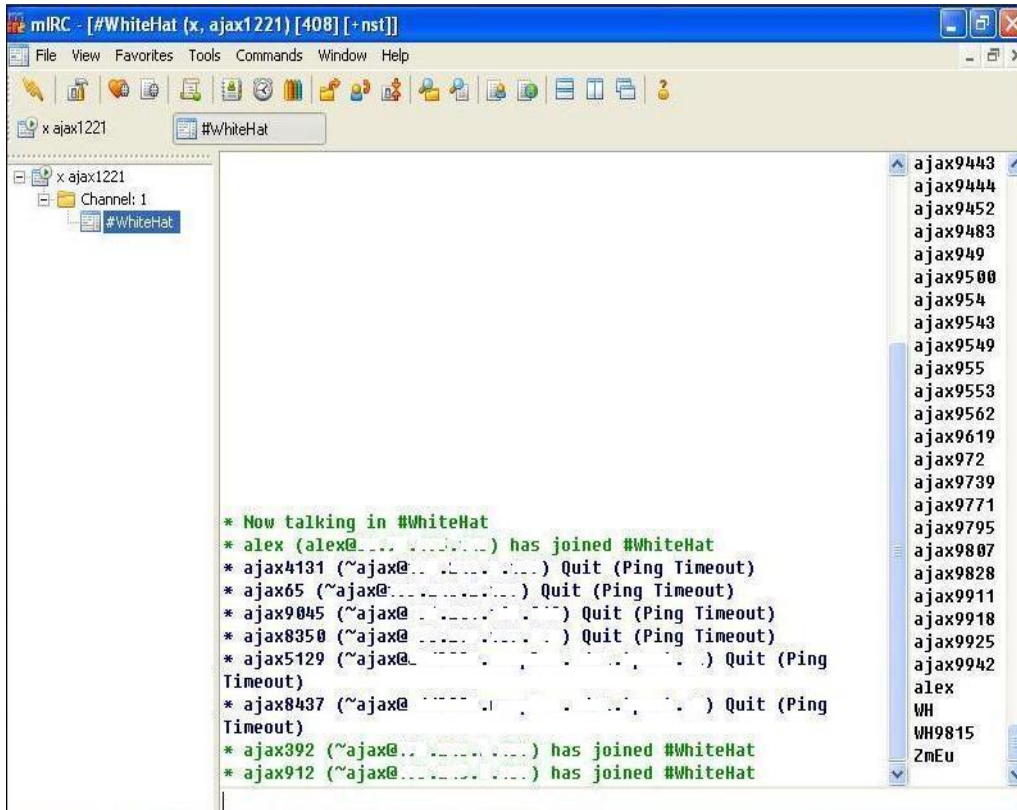 mIRC - [#WhiteHat (x, ajax1221) [408] [+nst]]
File View Favorites Tools Commands Window Help
x ajax1221
#WhiteHat
x ajax1221
Channel: 1
#WhiteHat
* Now talking in #WhiteHat
* alex (alex@ ) has joined #WhiteHat
* ajax4131 (~ajax@ ) Quit (Ping Timeout)
* ajax65 (~ajax@ ) Quit (Ping Timeout)
* ajax9045 (~ajax@ ) Quit (Ping Timeout)
* ajax8350 (~ajax@ ) Quit (Ping Timeout)
* ajax5129 (~ajax@ ) Quit (Ping
Timeout)
* ajax8437 (~ajax@ ) Quit (Ping
Timeout)
* ajax392 (~ajax@ ) has joined #WhiteHat
* ajax912 (~ajax@ ) has joined #WhiteHat
ajax9443
ajax9444
ajax9452
ajax9483
ajax949
ajax9500
ajax954
ajax9543
ajax9549
ajax955
ajax9553
ajax9562
ajax9619
ajax972
ajax9739
ajax9771
ajax9795
ajax9807
ajax9828
ajax9911
ajax9918
ajax9925
ajax9942
alex
WH
WH9815
ZmEu